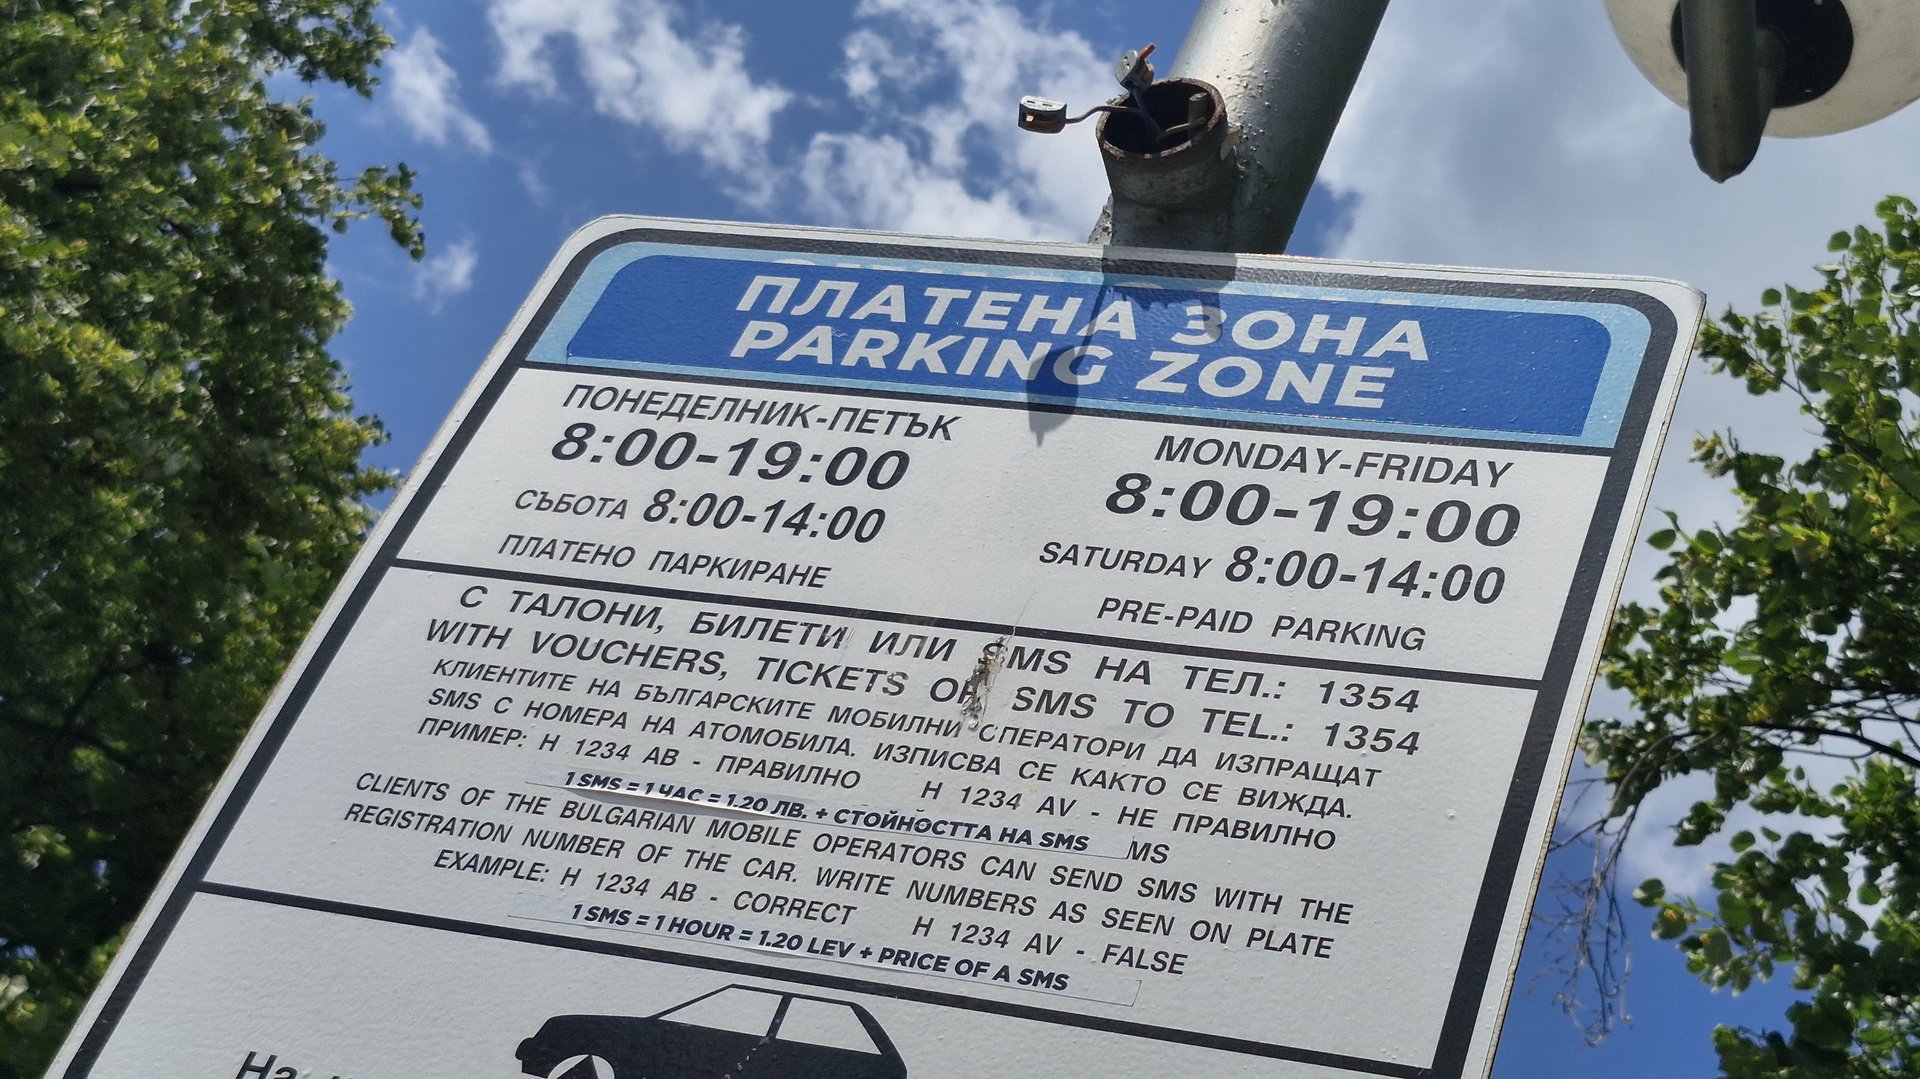 ПЛАТЕНА ЗОНА
PARKING ZONE
ПОНЕДЕЛНИК-ПЕТЪК
8:00-19:00
СЪБОТА 8:00-14:00
ПЛАТЕНО ПАРКИРАНЕ
MONDAY-FRIDAY
8:00-19:00
SATURDAY 8:00-14:00
PRE-PAID PARKING
С ТАЛОНИ, БИЛЕТИ ИЛИ SMS НА ТЕЛ.: 1354
WITH VOUCHERS, TICKETS OR SMS TO TEL.: 1354
КЛИЕНТИТЕ НА БЪЛГАРСКИТЕ МОБИЛНИ ОПЕРАТОРИ ДА ИЗПРАЩАТ
SMS С НОМЕРА НА АТОМОБИЛА. ИЗПИСВА СЕ КАКТО СЕ ВИЖДА.
ПРИМЕР: H 1234 AB - ПРАВИЛНО H 1234 AV - НЕ ПРАВИЛНО
1 SMS = 1 ЧАС = 1.20 ЛВ. + СТОЙНОСТТА НА SMS MS
CLIENTS OF THE BULGARIAN MOBILE OPERATORS CAN SEND SMS WITH THE
REGISTRATION NUMBER OF THE CAR. WRITE NUMBERS AS SEEN ON PLATE
EXAMPLE: H 1234 AB - CORRECT H 1234 AV - FALSE
1 SMS = 1 HOUR = 1.20 LEV + PRICE OF A SMS